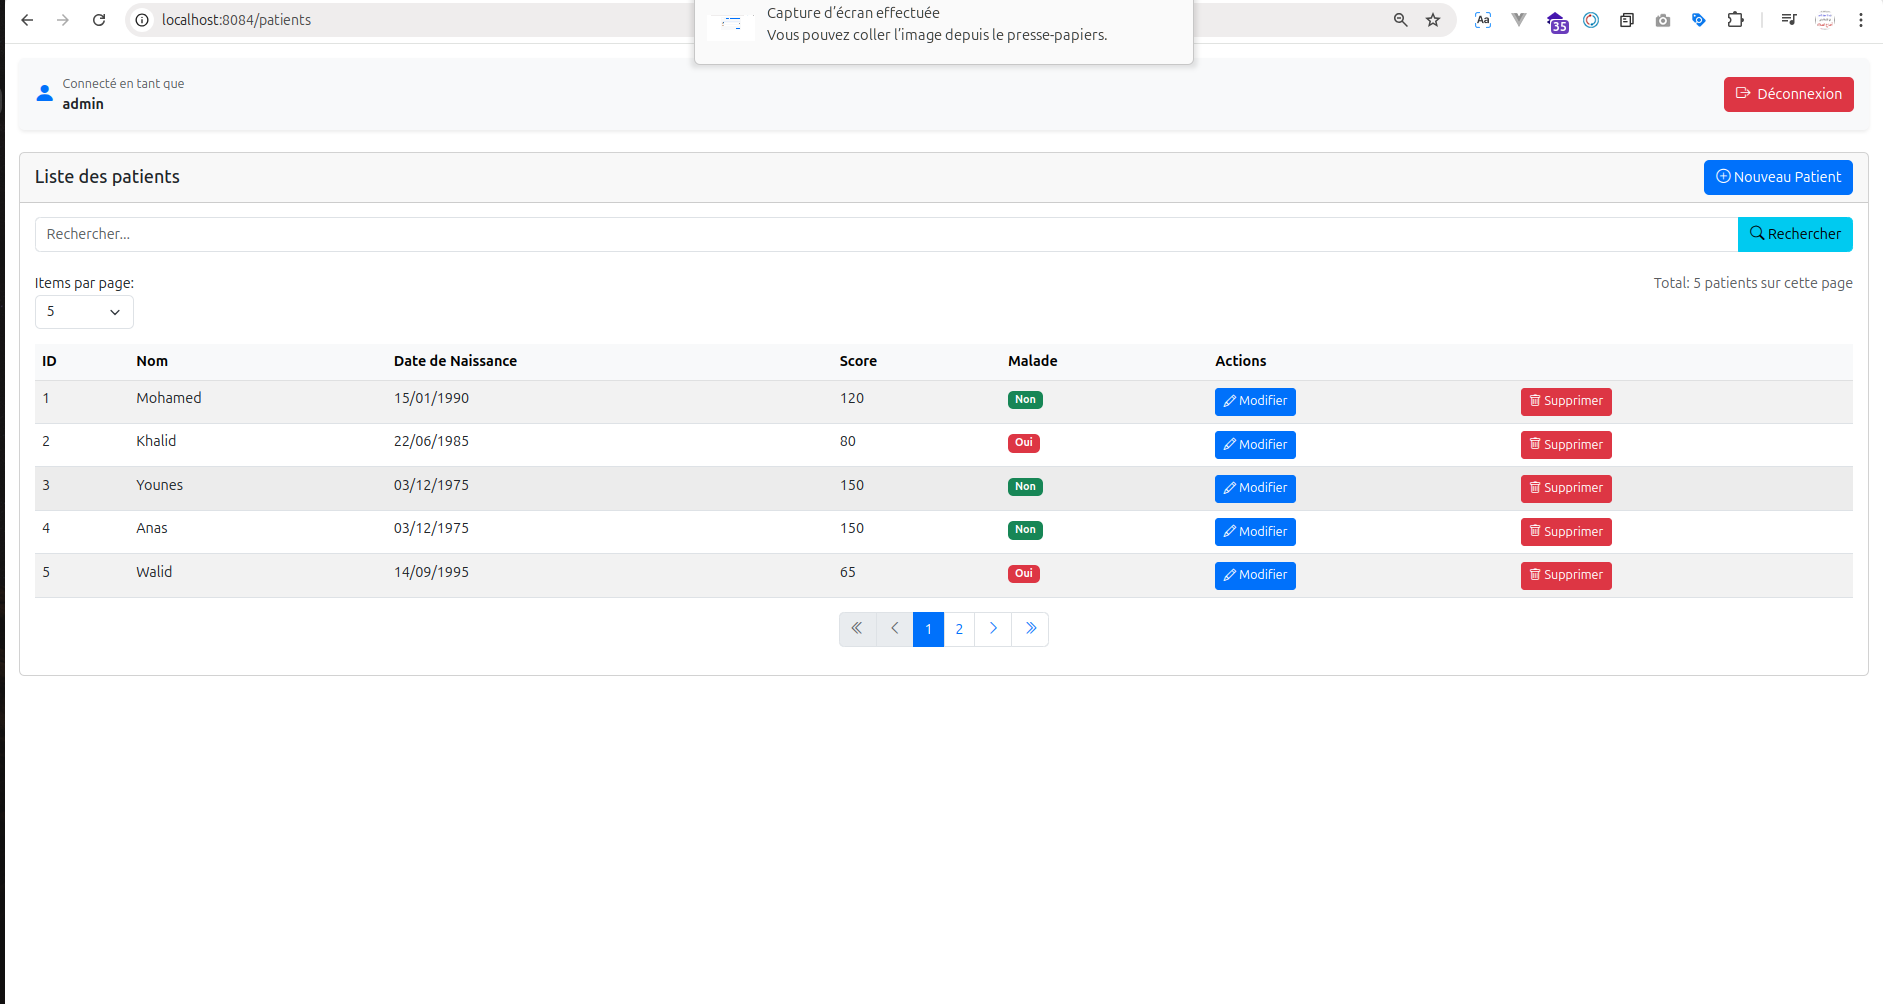 localhost:8084/patients
Capture d'écran effectuée
Vous pouvez coller l'image depuis le presse-papiers.
Aa
35
Connecté en tant que
admin
Déconnexion
Liste des patients
Nouveau Patient
Rechercher...
Rechercher
Items par page:
Total: 5 patients sur cette page
5
ID Nom Date de Naissance Score Malade Actions
1 Mohamed 15/01/1990 120 Non Modifier Supprimer
2 Khalid 22/06/1985 80 Oui Modifier Supprimer
3 Younes 03/12/1975 150 Non Modifier Supprimer
4 Anas 03/12/1975 150 Non Modifier Supprimer
5 Walid 14/09/1995 65 Oui Modifier Supprimer
« ‹ 1 2 › »